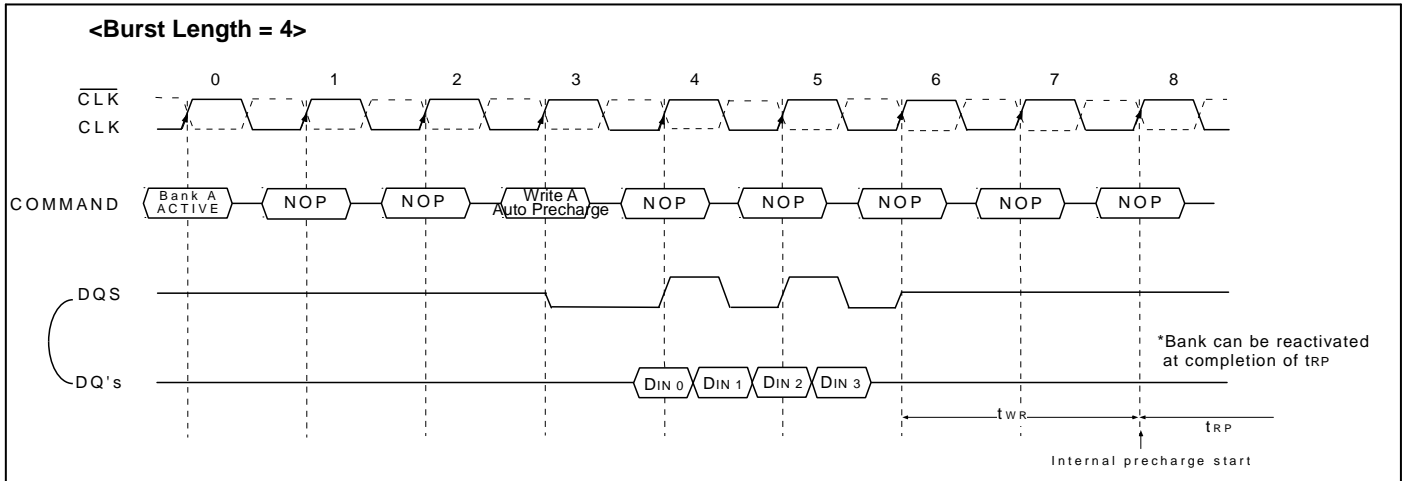 <Burst Length = 4>
0 1 2 3 4 5 6 7 8
CLK
CLK
COMMAND
Bank A
ACTIVE
NOP
NOP
Write A
Auto Precharge
NOP
NOP
NOP
NOP
NOP
DQS
*Bank can be reactivated
at completion of tRP
DQ's
DIN 0
DIN 1
DIN 2
DIN 3
tWR
tRP
Internal precharge start